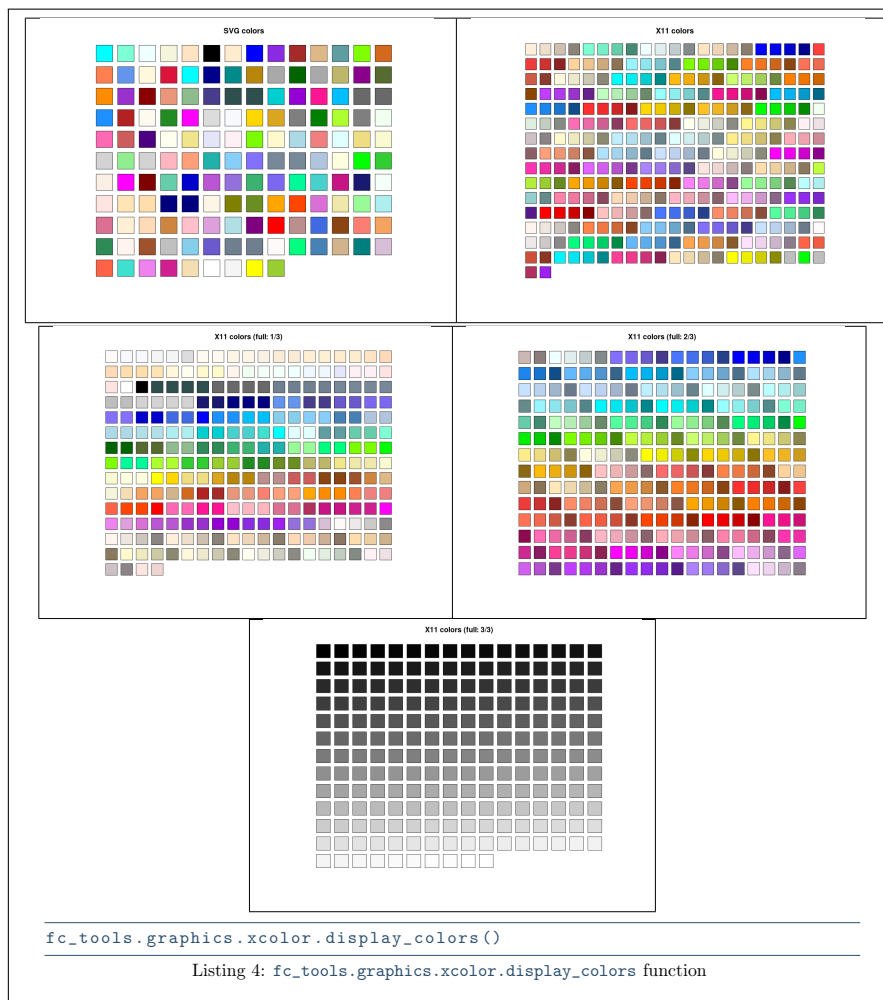 SVG colors
X11 colors
X11 colors (full: 1/3)
X11 colors (full: 2/3)
X11 colors (full: 3/3)
fc_tools.graphics.xcolor.display_colors()
Listing 4: fc_tools.graphics.xcolor.display_colors function